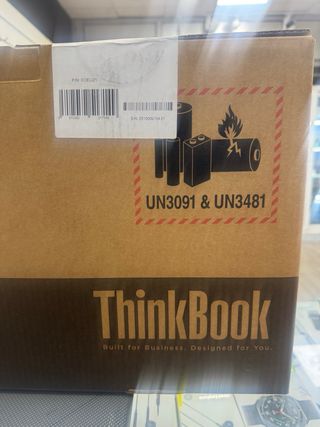 UN3091 & UN3481
ThinkBook
Built for Business. Designed for You.